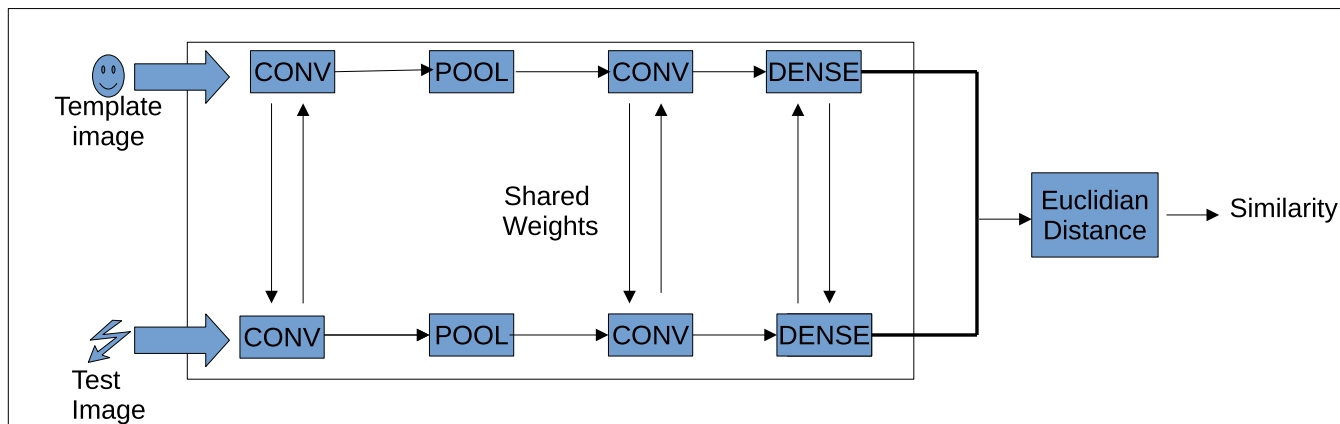 CONV
POOL
CONV
DENSE
Template
image
Shared
Weights
Euclidian
Distance
Similarity
CONV
POOL
CONV
DENSE
Test
Image